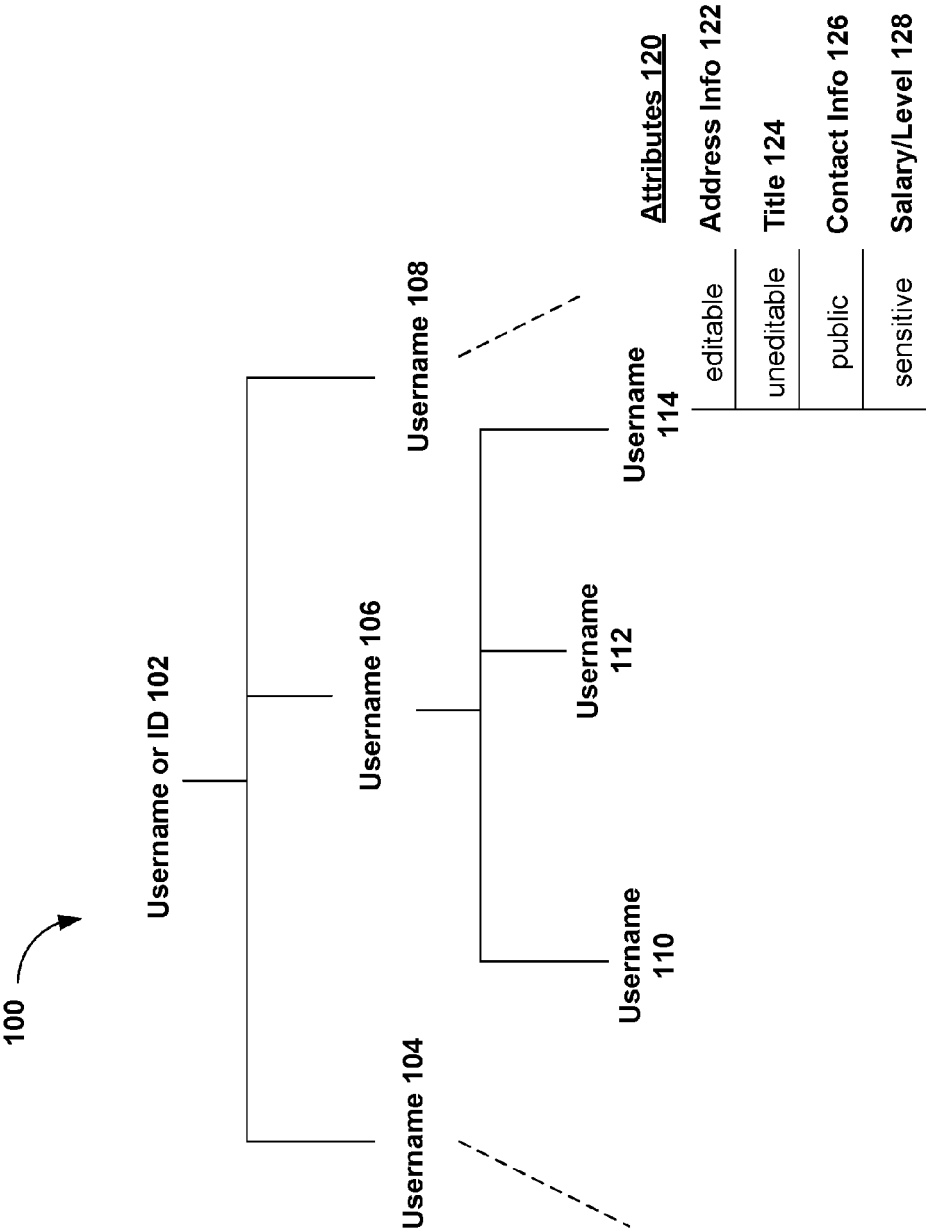 100
Username or ID 102
Username 104
Username 106
Username 108
Username
110
Username
112
Username
114
Attributes 120
editable
Address Info 122
uneditable
Title 124
public
Contact Info 126
sensitive
Salary/Level 128